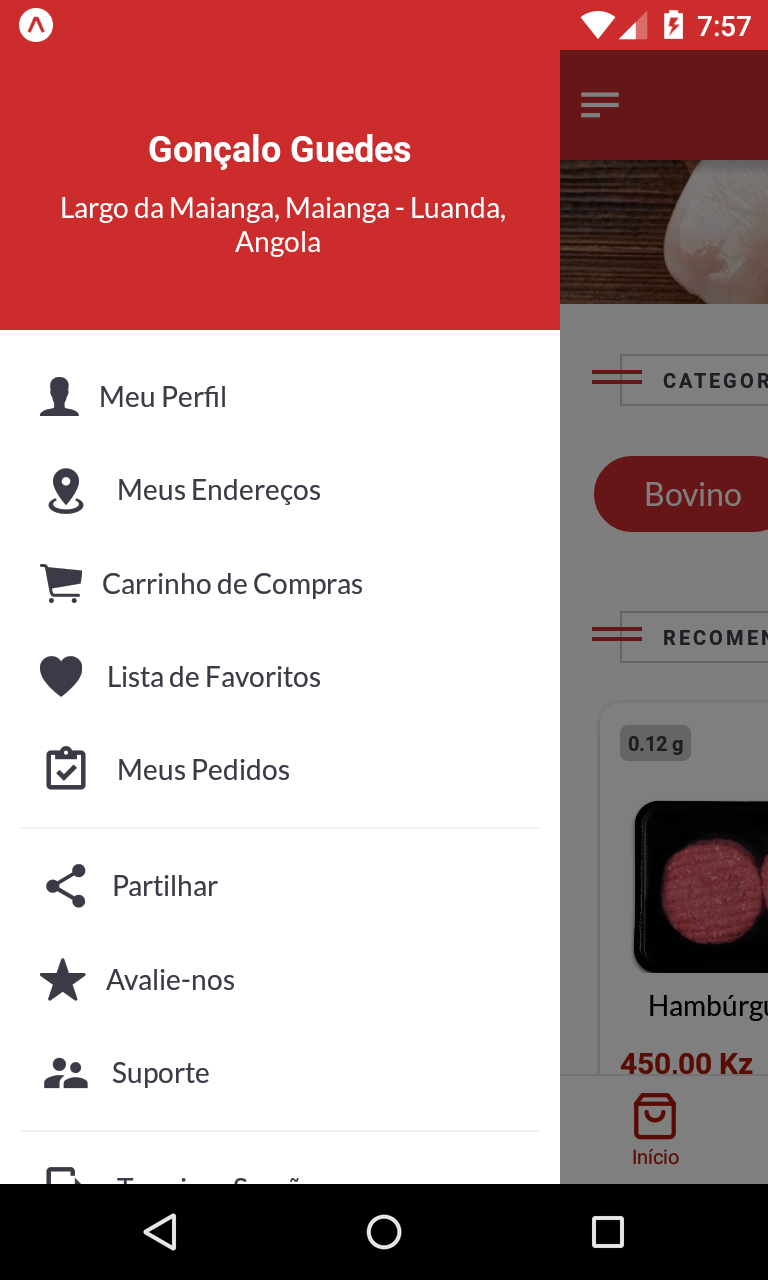 7:57
Gonçalo Guedes
Largo da Maianga, Maianga - Luanda,
Angola
Meu Perfil
Meus Endereços
Carrinho de Compras
Lista de Favoritos
Meus Pedidos
Partilhar
Avalie-nos
Suporte
CATEGOR
Bovino
RECOMEN
0.12 g
Hambúrgu
450.00 Kz
Início